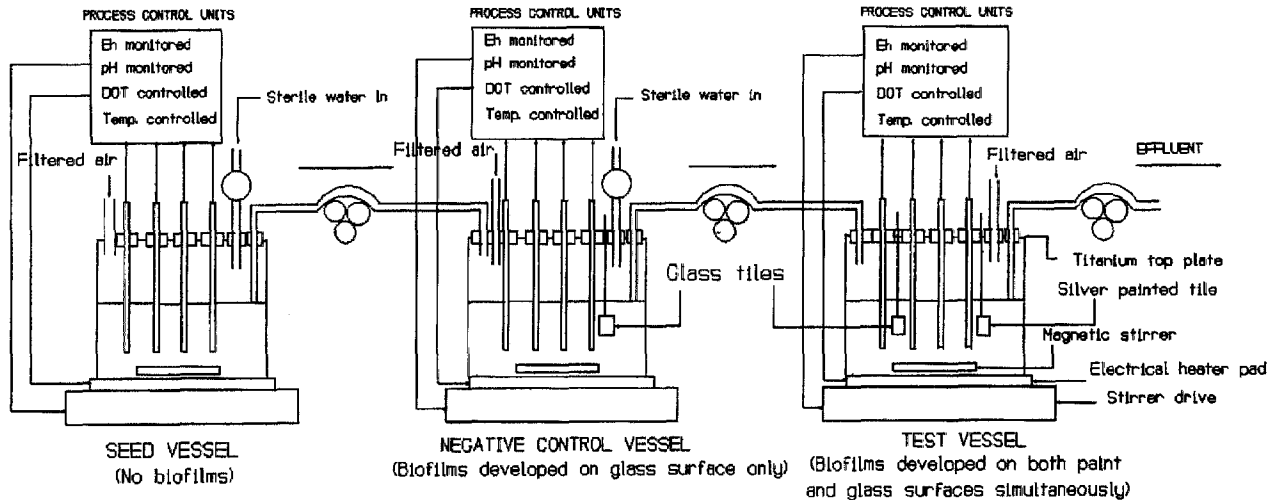 PROCESS CONTROL UNITS
Eh monitored
pH monitored
DOT controlled
Temp. controlled
Sterile water in
Filtered air
SEED VESSEL
(No biofilms)
PROCESS CONTROL UNITS
Eh monitored
pH monitored
DOT controlled
Temp. controlled
Sterile water in
Filtered air
Glass tiles
NEGATIVE CONTROL VESSEL
(Biofilms developed on glass surface only)
PROCESS CONTROL UNITS
Eh monitored
pH monitored
DOT controlled
Temp. controlled
Filtered air
EFFLUENT
Titanium top plate
Silver painted tile
Magnetic stirrer
Electrical heater pad
Stirrer drive
TEST VESSEL
(Biofilms developed on both paint
and glass surfaces simultaneously)